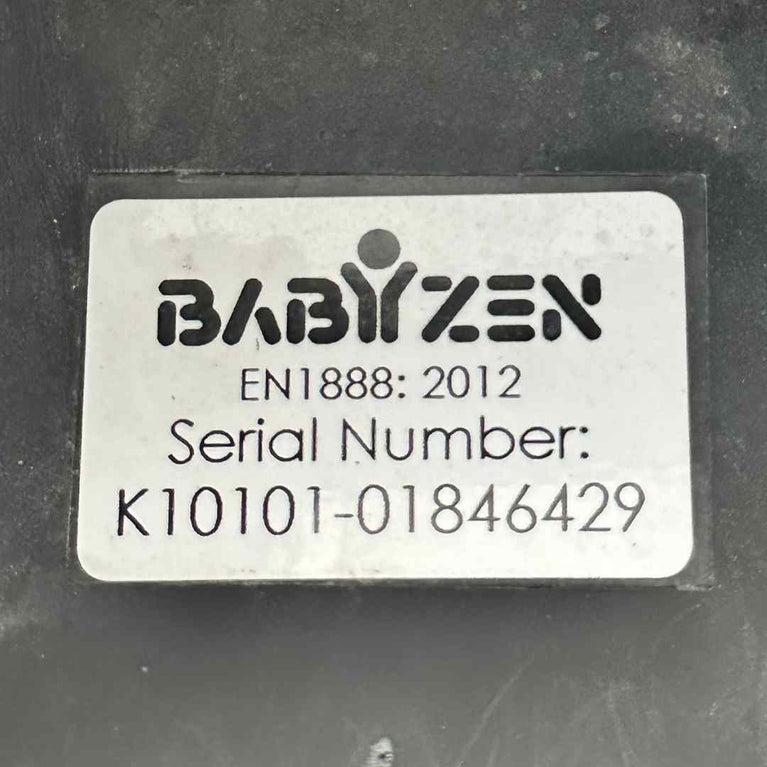 BABYZEN
EN1888: 2012
Serial Number:
K10101-01846429